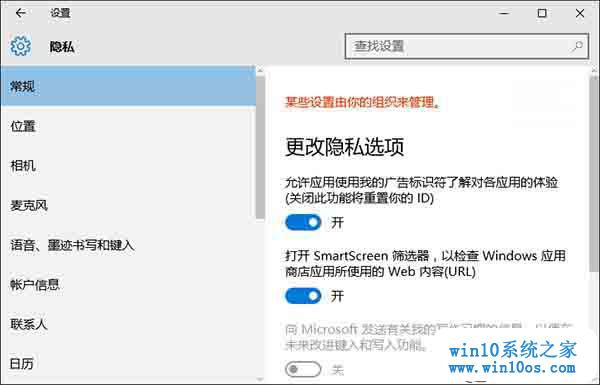 设置
隐私
查找设置
常规
位置
相机
麦克风
语音、墨迹书写和键入
帐户信息
联系人
日历
某些设置由你的组织来管理。
更改隐私选项
允许应用使用我的广告标识符了解对各应用的体验
(关闭此功能将重置你的 ID)
开
打开 SmartScreen 筛选器，以检查 Windows 应用
商店应用所使用的 Web 内容(URL)
开
向 Microsoft 发送有关我的写作习惯的信息，以便在
未来改进键入和写入功能。
关
win10系统之家
www.win10os.com